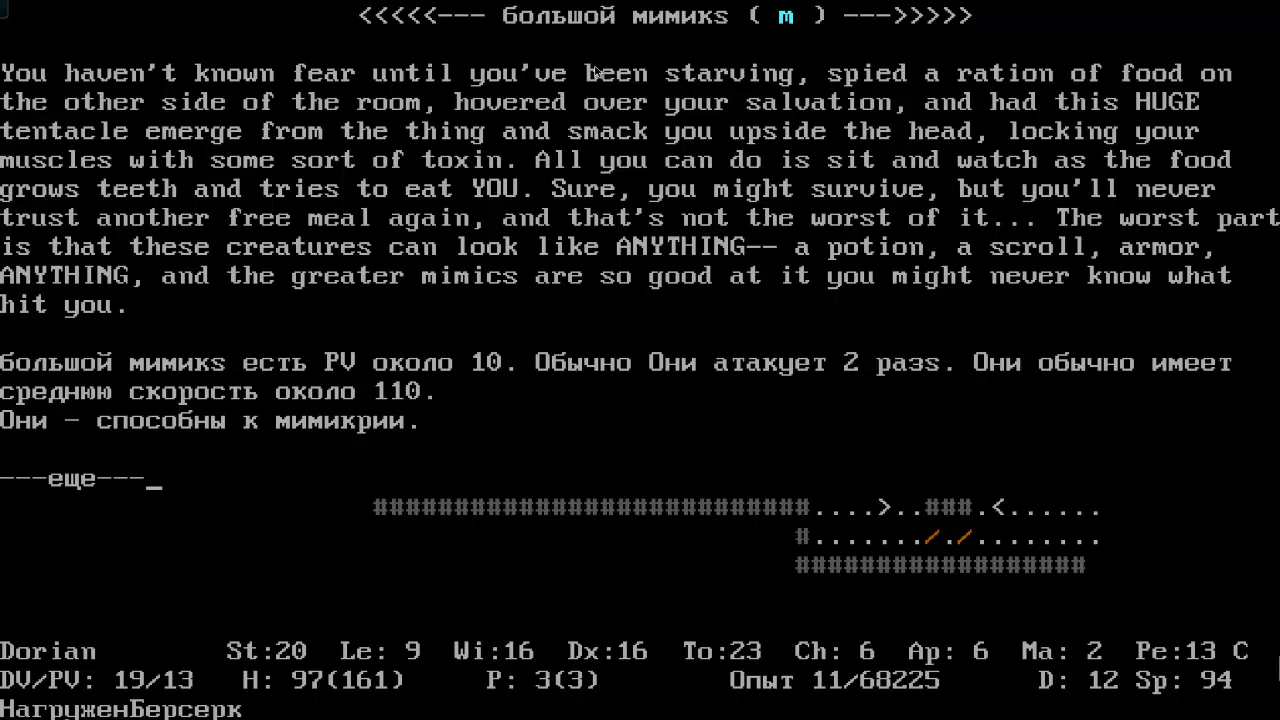 <<<<<--- большой мимикs ( m ) --->>>>>
You haven't known fear until you've been starving, spied a ration of food on
the other side of the room, hovered over your salvation, and had this HUGE
tentacle emerge from the thing and smack you upside the head, locking your
muscles with some sort of toxin. All you can do is sit and watch as the food
grows teeth and tries to eat YOU. Sure, you might survive, but you'll never
trust another free meal again, and that's not the worst of it... The worst part
is that these creatures can look like ANYTHING-- a potion, a scroll, armor,
ANYTHING, and the greater mimics are so good at it you might never know what
hit you.
большой мимикs есть PV около 10. Обычно Они атакует 2 разs. Они обычно имеет
среднюю скорость около 110.
Они - способны к мимикрии.
---еще---_
###########################....>..###.<......
#......././........
##################
Dorian St:20 Le: 9 Wi:16 Dx:16 To:23 Ch: 6 Ap: 6 Ma: 2 Pe:13 C
DV/PV: 19/13 H: 97(161) P: 3(3) Опыт 11/68225 D: 12 Sp: 94
НагруженБерсерк